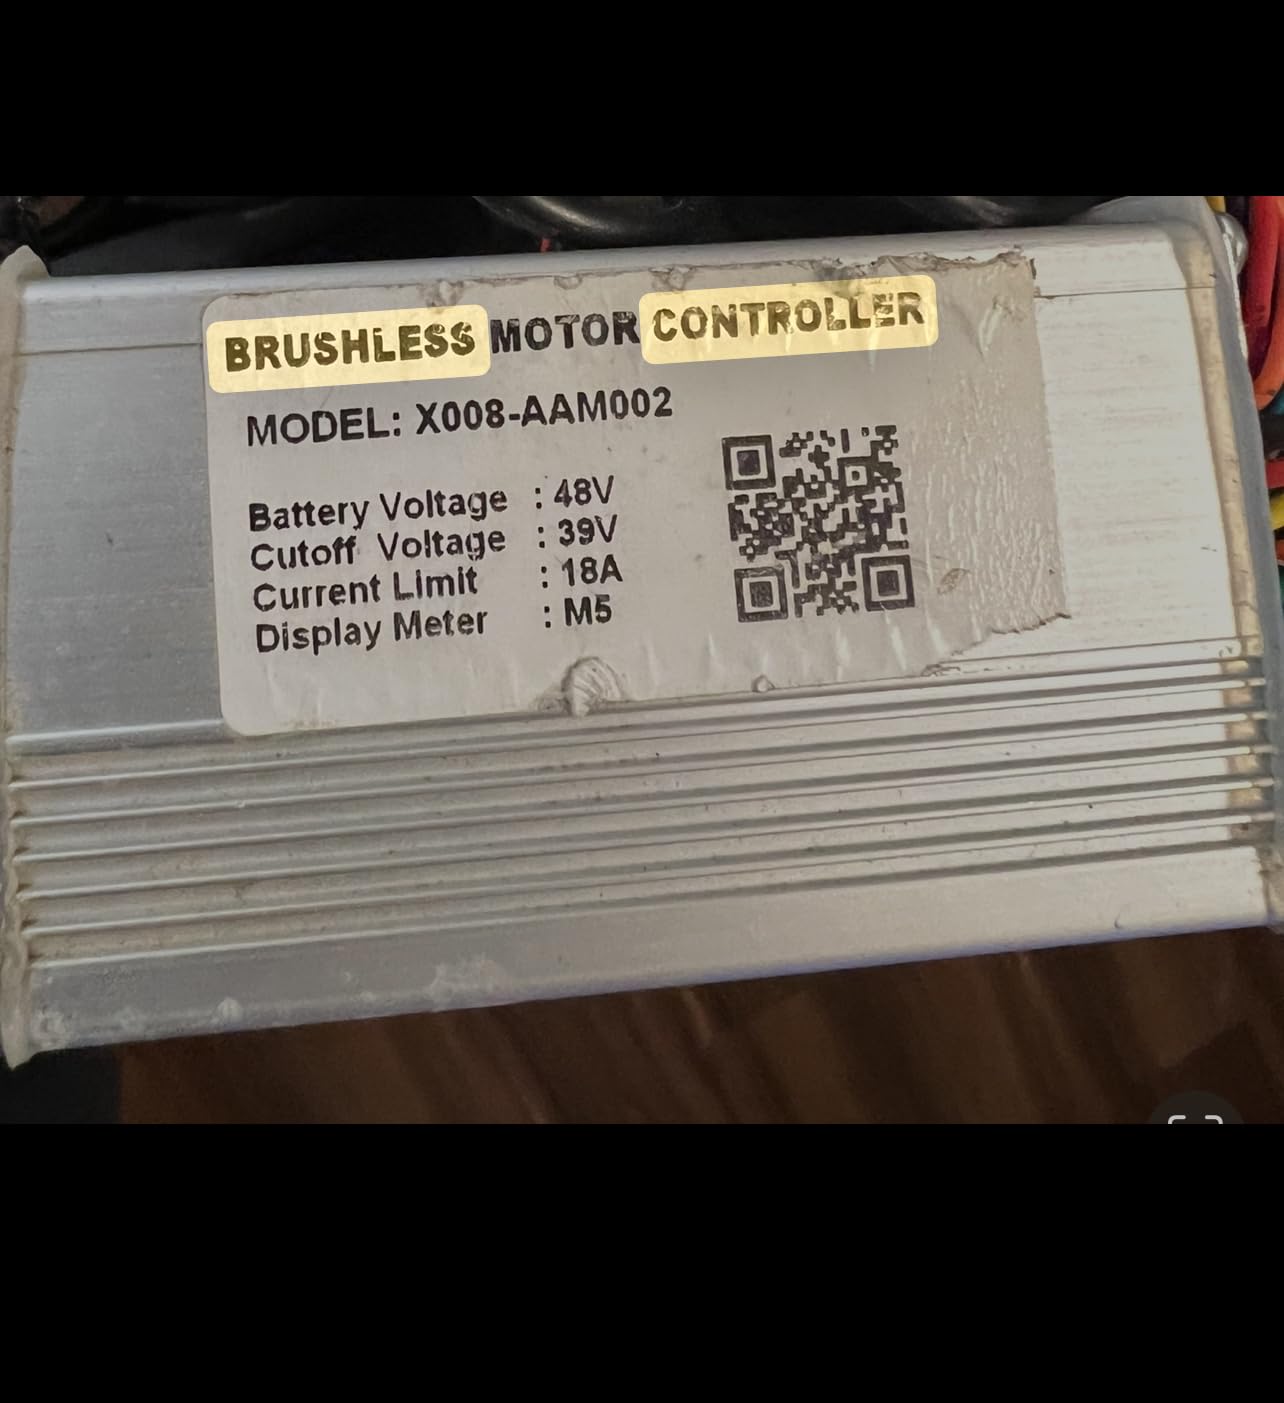 BRUSHLESS MOTOR CONTROLLER
MODEL: X008-AAM002
Battery Voltage : 48V
Cutoff Voltage : 39V
Current Limit : 18A
Display Meter : M5